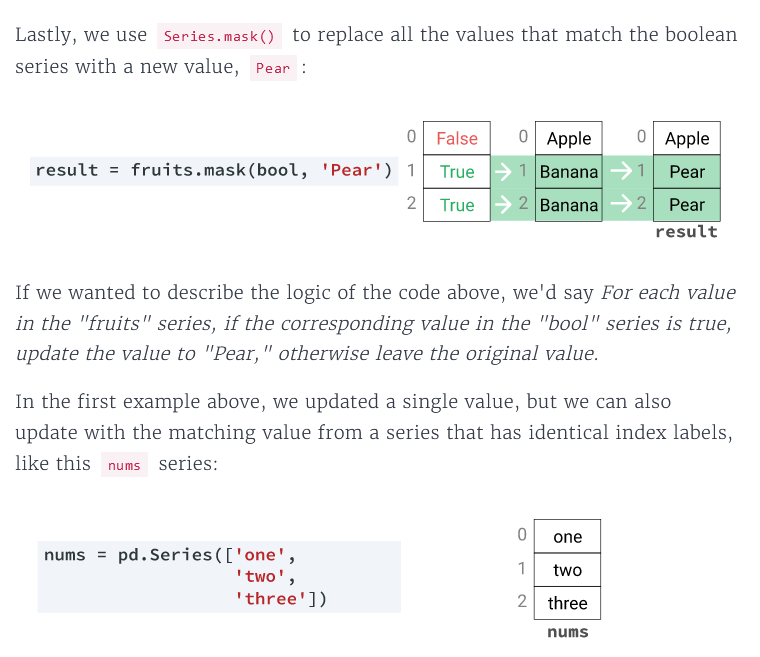 Lastly, we use Series.mask() to replace all the values that match the boolean
series with a new value, Pear :
result = fruits.mask(bool, 'Pear')
0 False 0 Apple 0 Apple
1 True → 1 Banana → 1 Pear
2 True → 2 Banana → 2 Pear
result
If we wanted to describe the logic of the code above, we'd say For each value
in the "fruits" series, if the corresponding value in the "bool" series is true,
update the value to "Pear," otherwise leave the original value.
In the first example above, we updated a single value, but we can also
update with the matching value from a series that has identical index labels,
like this nums series:
nums = pd.Series(['one',
'two',
'three'])
0 one
1 two
2 three
nums